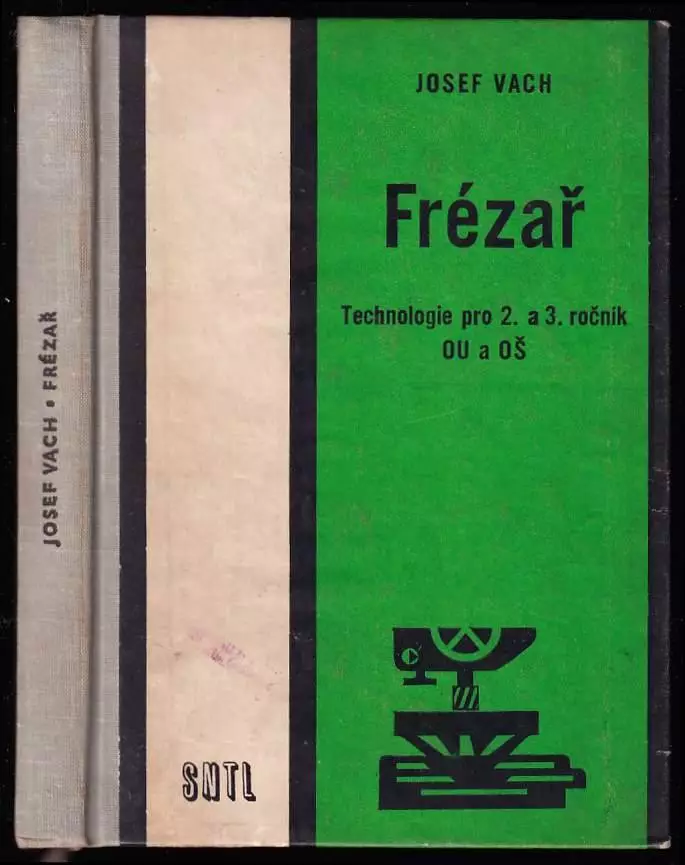 JOSEF VACH • FRÉZAŘ
JOSEF VACH
Frézař
Technologie pro 2. a 3. ročník
OU a OŠ
SNTL